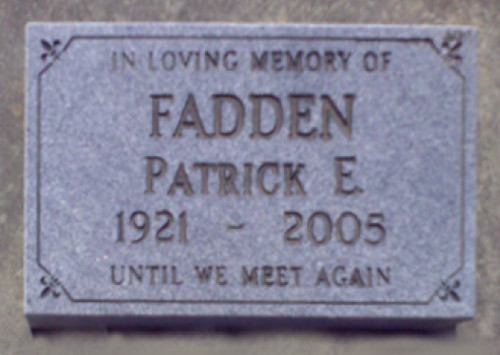 IN LOVING MEMORY OF
FADDEN
PATRICK E.
1921 - 2005
UNTIL WE MEET AGAIN